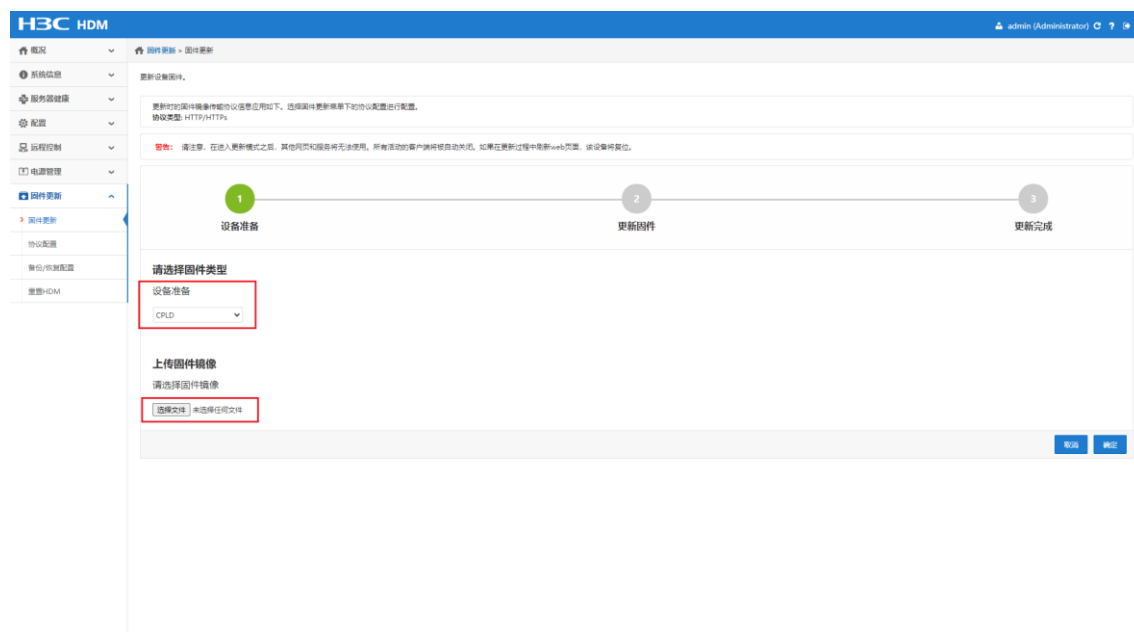 H3C HDM
admin (Administrator)
概况
固件更新 » 固件更新
系统信息
更新设备固件。
服务器健康
更新时的固件镜像传输协议信息应用如下。选择固件更新菜单下的协议配置进行配置。
协议类型: HTTP/HTTPs
配置
远程控制
警告: 请注意,在进入更新模式之后,其他网页和服务将无法使用。所有活动的客户端将被自动关闭。如果在更新过程中刷新web页面,该设备将复位。
电源管理
固件更新
1
2
3
固件更新
设备准备
更新固件
更新完成
协议配置
备份/恢复配置
请选择固件类型
重置HDM
设备准备
CPLD
上传固件镜像
请选择固件镜像
选择文件 未选择任何文件
取消
确定